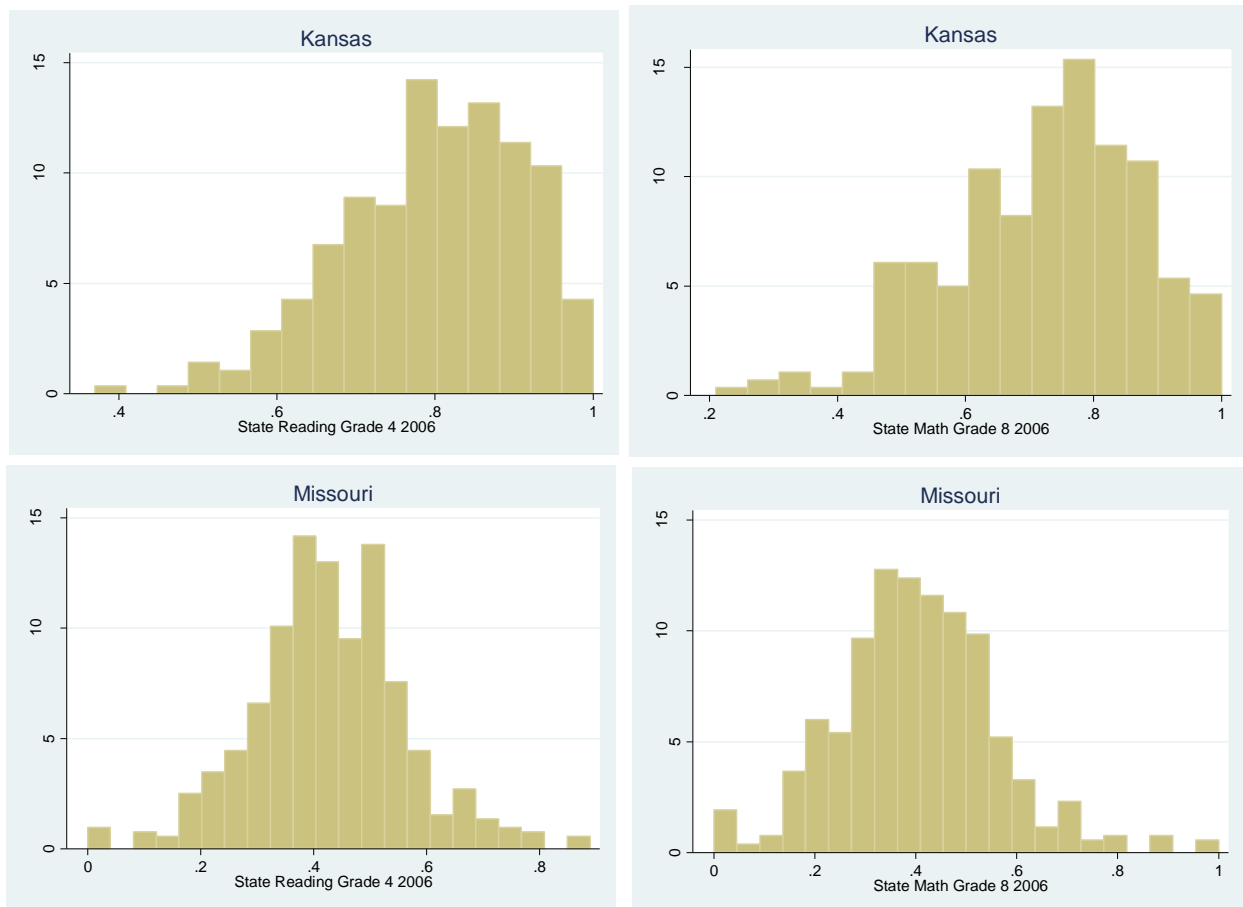 Kansas
15
10
5
0
.4 .6 .8 1
State Reading Grade 4 2006
Kansas
15
10
5
0
.2 .4 .6 .8 1
State Math Grade 8 2006
Missouri
15
10
5
0
0 .2 .4 .6 .8
State Reading Grade 4 2006
Missouri
15
10
5
0
0 .2 .4 .6 .8 1
State Math Grade 8 2006